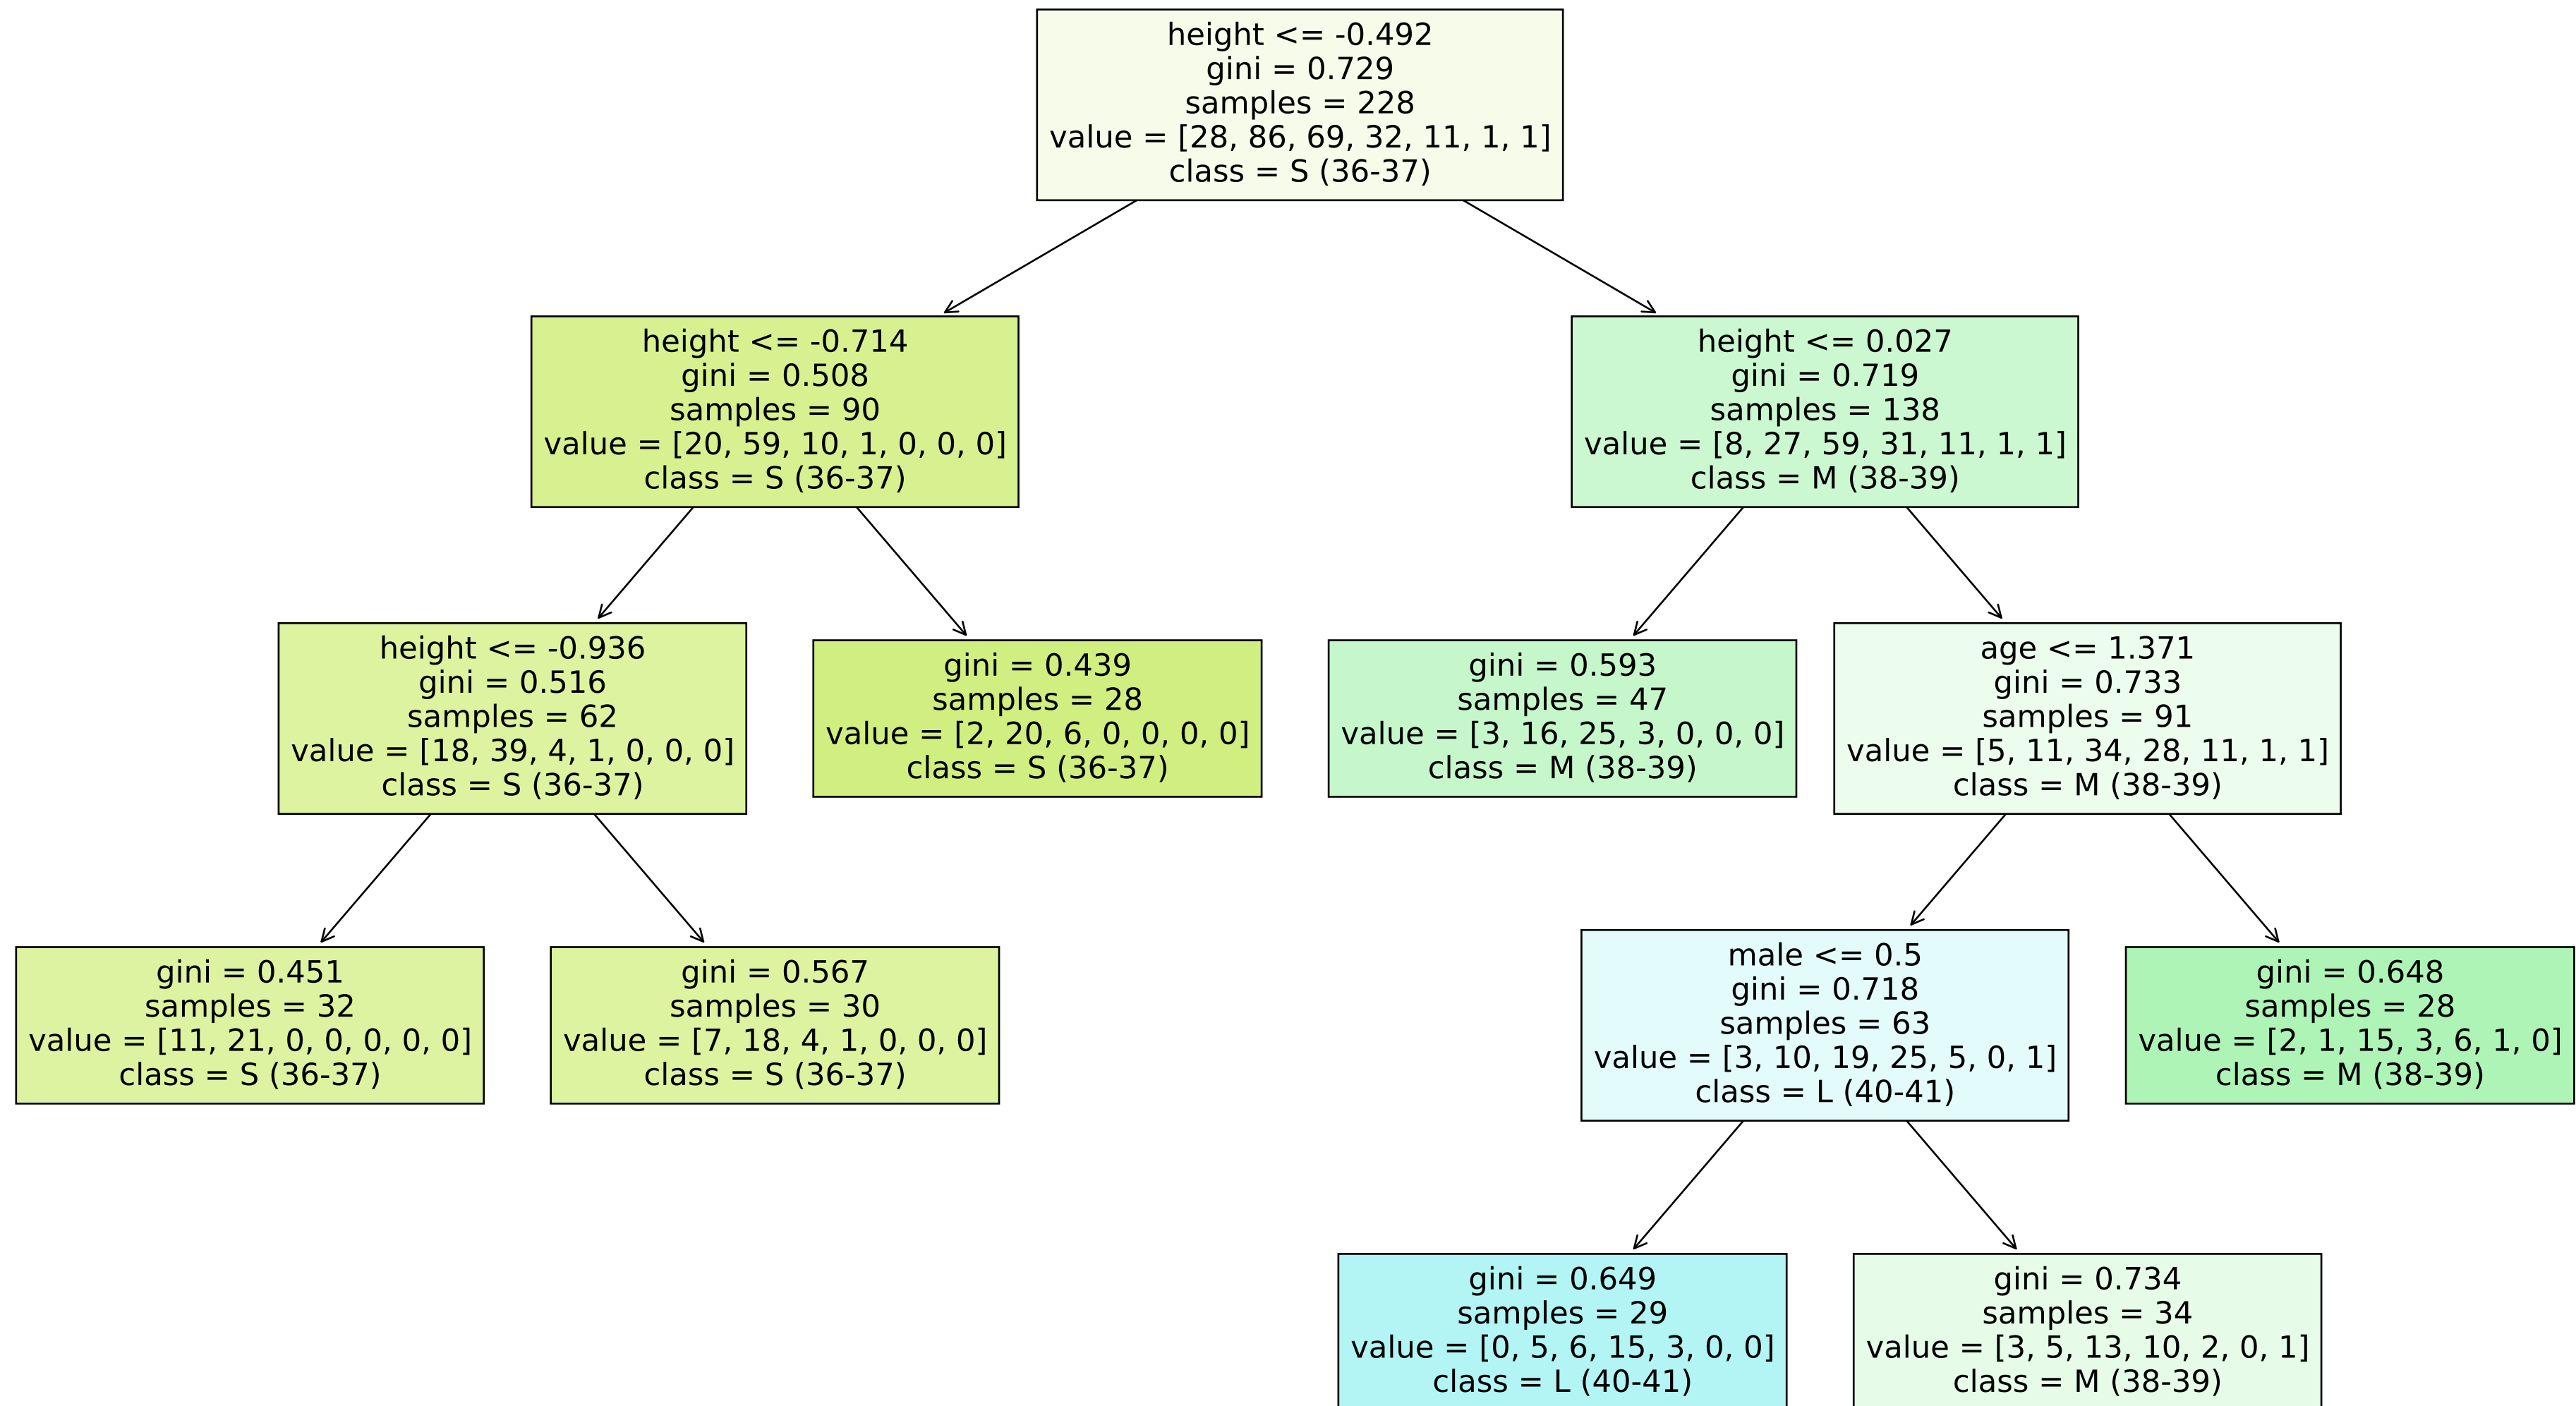 height <= -0.492
gini = 0.729
samples = 228
value = [28, 86, 69, 32, 11, 1, 1]
class = S (36-37)
height <= -0.714
gini = 0.508
samples = 90
value = [20, 59, 10, 1, 0, 0, 0]
class = S (36-37)
height <= 0.027
gini = 0.719
samples = 138
value = [8, 27, 59, 31, 11, 1, 1]
class = M (38-39)
height <= -0.936
gini = 0.516
samples = 62
value = [18, 39, 4, 1, 0, 0, 0]
class = S (36-37)
gini = 0.439
samples = 28
value = [2, 20, 6, 0, 0, 0, 0]
class = S (36-37)
gini = 0.593
samples = 47
value = [3, 16, 25, 3, 0, 0, 0]
class = M (38-39)
age <= 1.371
gini = 0.733
samples = 91
value = [5, 11, 34, 28, 11, 1, 1]
class = M (38-39)
gini = 0.451
samples = 32
value = [11, 21, 0, 0, 0, 0, 0]
class = S (36-37)
gini = 0.567
samples = 30
value = [7, 18, 4, 1, 0, 0, 0]
class = S (36-37)
male <= 0.5
gini = 0.718
samples = 63
value = [3, 10, 19, 25, 5, 0, 1]
class = L (40-41)
gini = 0.648
samples = 28
value = [2, 1, 15, 3, 6, 1, 0]
class = M (38-39)
gini = 0.649
samples = 29
value = [0, 5, 6, 15, 3, 0, 0]
class = L (40-41)
gini = 0.734
samples = 34
value = [3, 5, 13, 10, 2, 0, 1]
class = M (38-39)